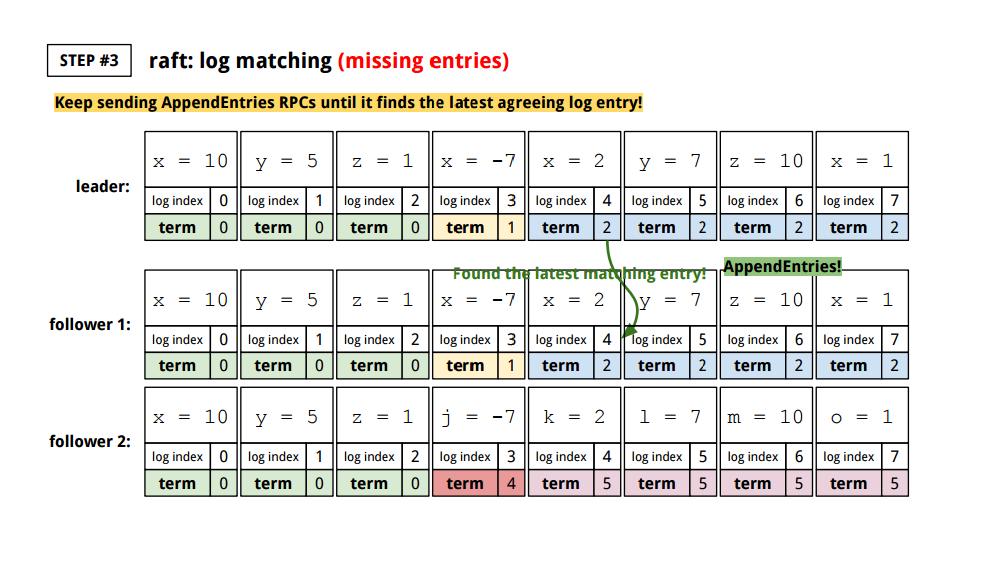 STEP #3 raft: log matching (missing entries)
Keep sending AppendEntries RPCs until it finds the latest agreeing log entry!
leader:
x = 10 y = 5 z = 1 x = -7 x = 2 y = 7 z = 10 x = 1
log index 0 log index 1 log index 2 log index 3 log index 4 log index 5 log index 6 log index 7
term 0 term 0 term 0 term 1 term 2 term 2 term 2 term 2
Found the latest matching entry! AppendEntries!
follower 1:
x = 10 y = 5 z = 1 x = -7 x = 2 y = 7 z = 10 x = 1
log index 0 log index 1 log index 2 log index 3 log index 4 log index 5 log index 6 log index 7
term 0 term 0 term 0 term 1 term 2 term 2 term 2 term 2
follower 2:
x = 10 y = 5 z = 1 j = -7 k = 2 l = 7 m = 10 o = 1
log index 0 log index 1 log index 2 log index 3 log index 4 log index 5 log index 6 log index 7
term 0 term 0 term 0 term 4 term 5 term 5 term 5 term 5